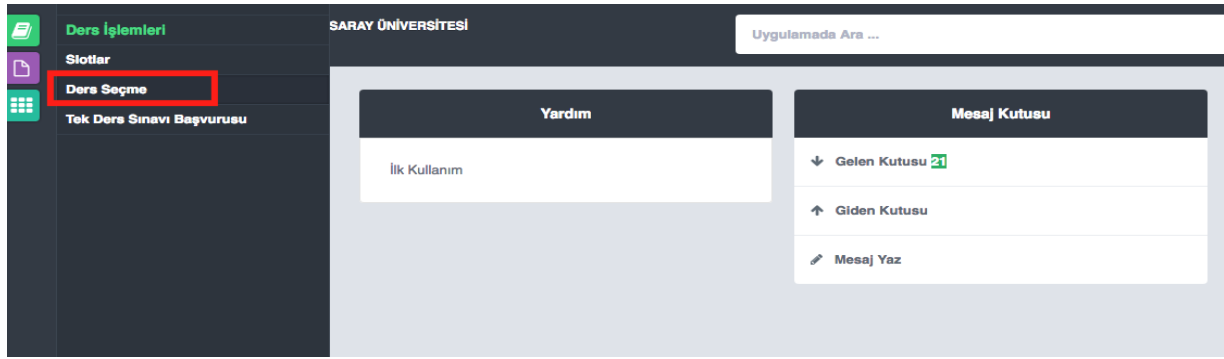 Ders İşlemleri
Slotlar
Ders Seçme
Tek Ders Sınavı Başvurusu
SARAY ÜNİVERSİTESİ
Uygulamada Ara ...
Yardım
İlk Kullanım
Mesaj Kutusu
Gelen Kutusu 21
Giden Kutusu
Mesaj Yaz